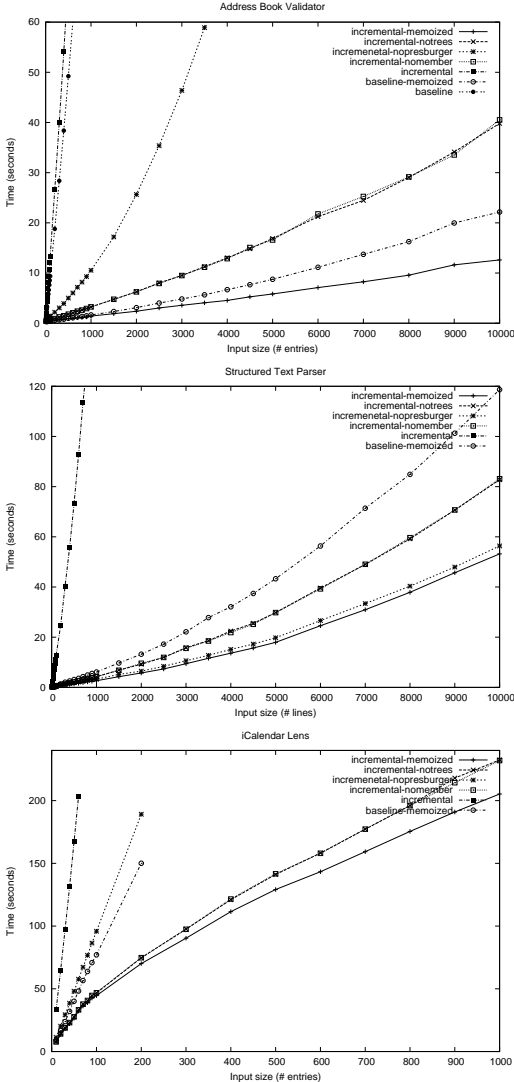 Address Book Validator
60
50
40
30
20
10
0
Time (seconds)
incremental-memoized
incremental-notrees
incremenetal-nopresburger
incremental-nomember
incremental
baseline-memoized
baseline
0 1000 2000 3000 4000 5000 6000 7000 8000 9000 10000
Input size (# entries)
Structured Text Parser
120
100
80
60
40
20
0
Time (seconds)
incremental-memoized
incremental-notrees
incremenetal-nopresburger
incremental-nomember
incremental
baseline-memoized
0 1000 2000 3000 4000 5000 6000 7000 8000 9000 10000
Input size (# lines)
iCalendar Lens
200
150
100
50
0
Time (seconds)
incremental-memoized
incremental-notrees
incremenetal-nopresburger
incremental-nomember
incremental
baseline-memoized
0 100 200 300 400 500 600 700 800 900 1000
Input size (# entries)